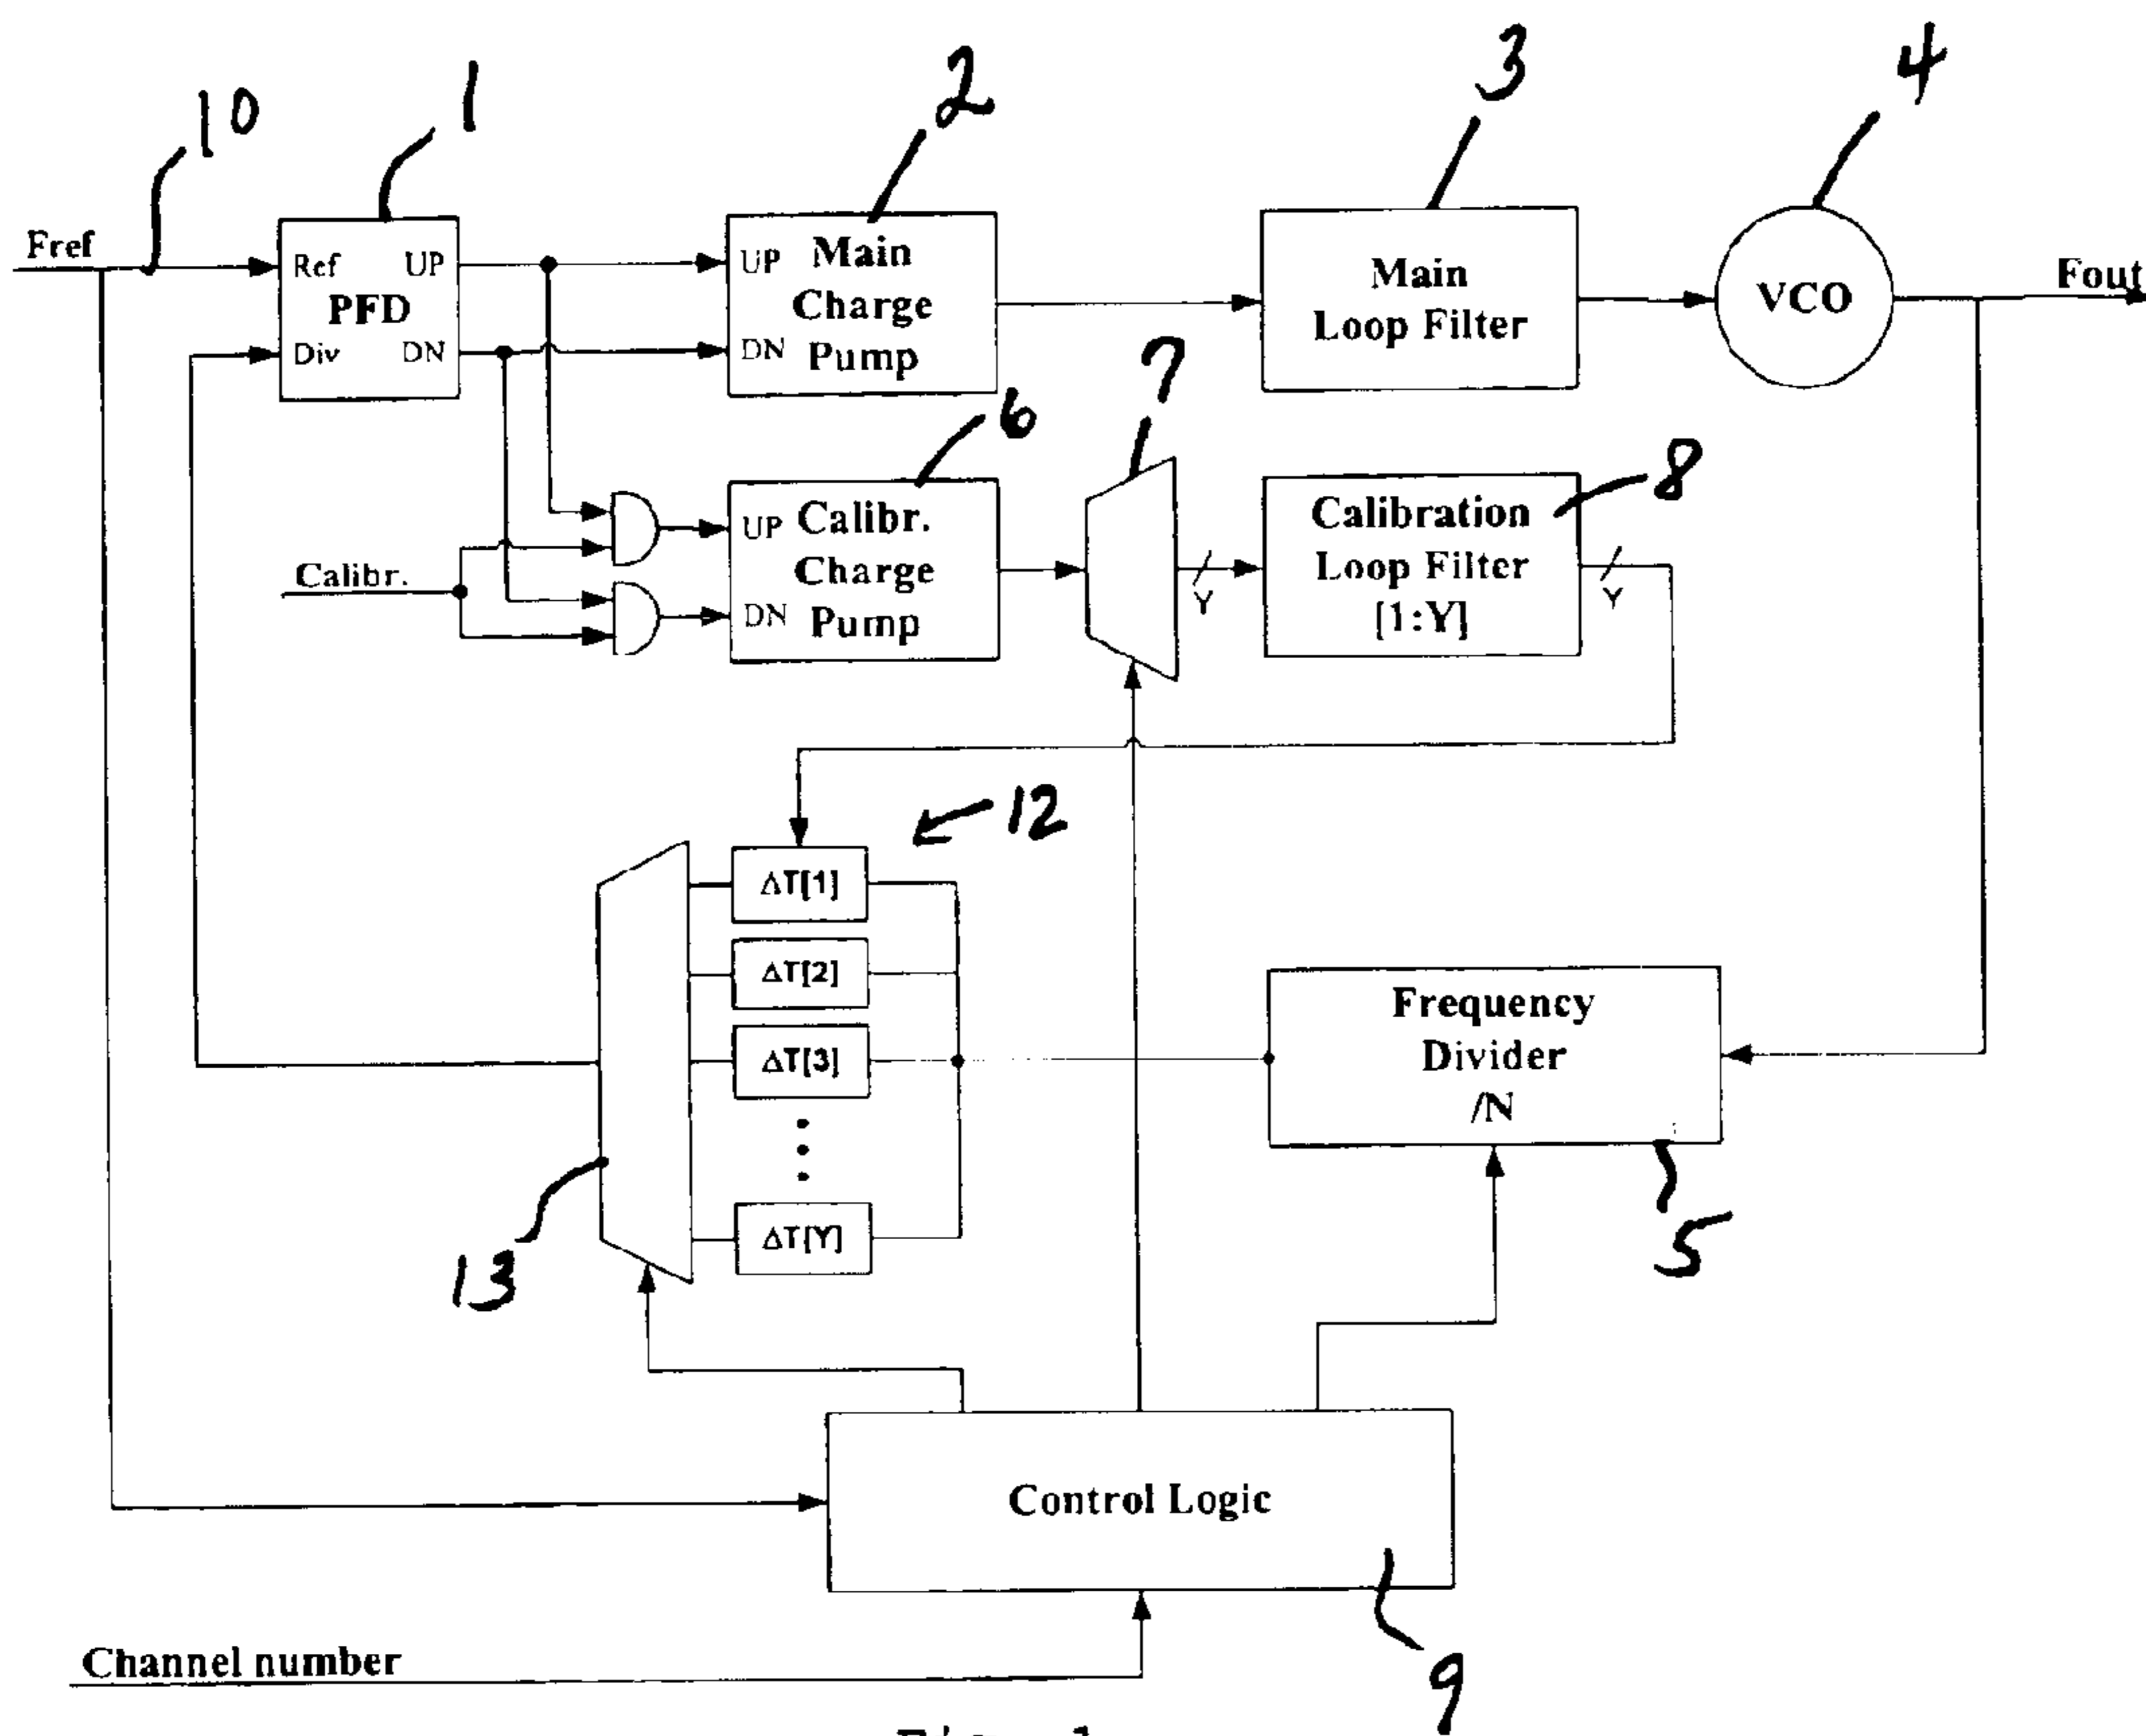 10
1
2
3
4
Fref
Ref UP
PFD
Div DN
UP Main
Charge
DN Pump
Main
Loop Filter
VCO
Fout
7
6
8
Calibr.
UP Calibr.
Charge
DN Pump
Calibration
Loop Filter
[1:Y]
Y
Y
12
ΔT[1]
ΔT[2]
ΔT[3]
ΔT[Y]
13
Frequency
Divider
/N
5
Control Logic
9
Channel number